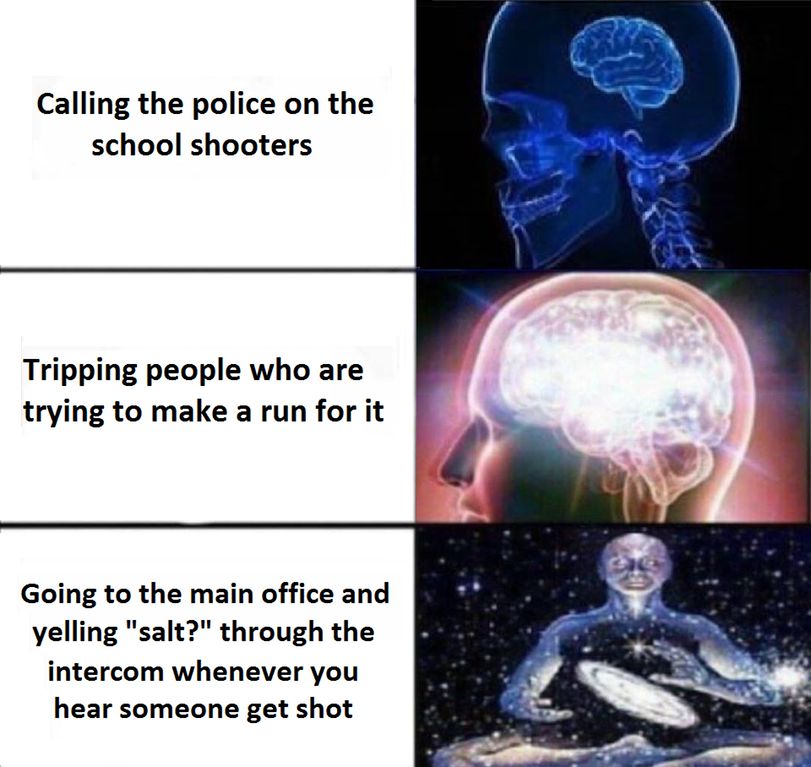 Calling the police on the
school shooters
Tripping people who are
trying to make a run for it
Going to the main office and
yelling "salt?" through the
intercom whenever you
hear someone get shot